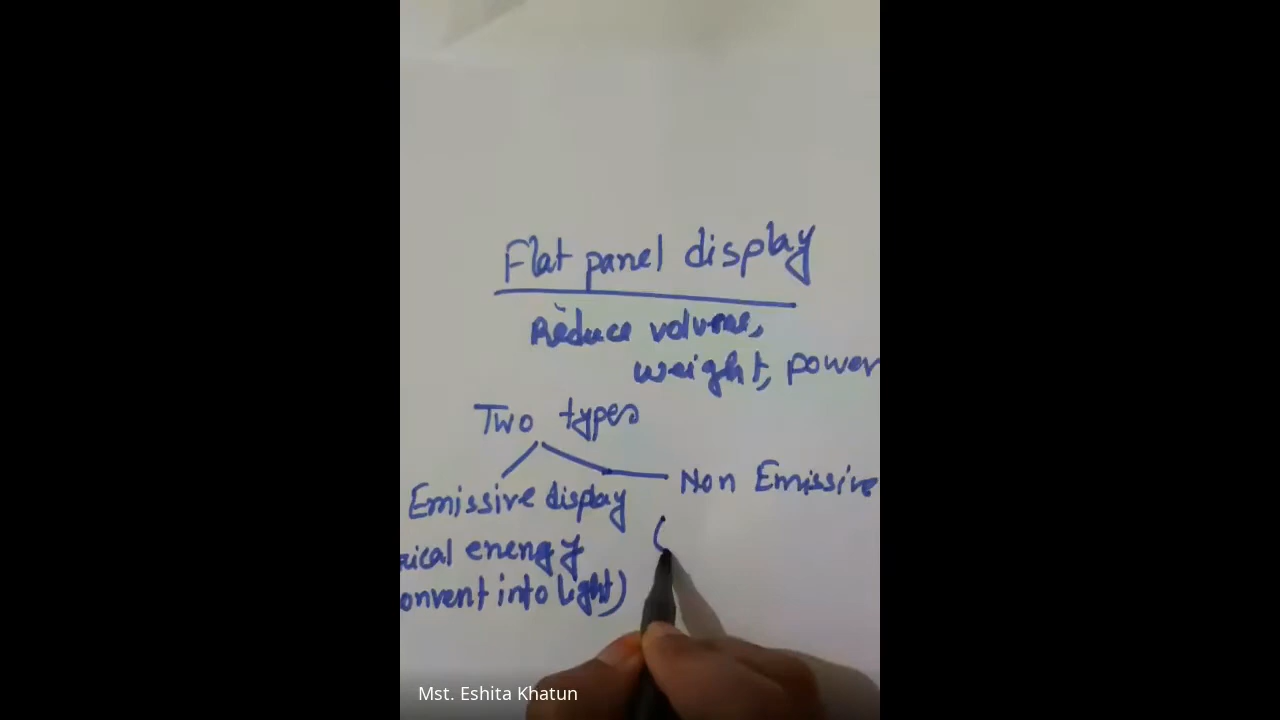 Flat panel display
Reduce volume,
weight, power
Two types
Emissive display
Non Emissive
rical energy
onvent into light)
(
Mst. Eshita Khatun